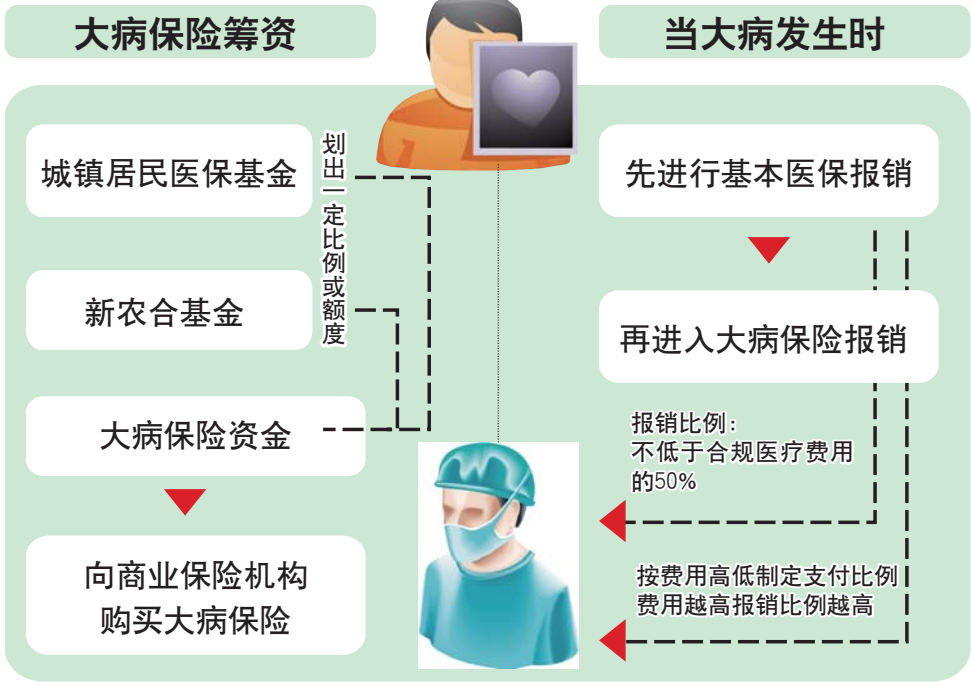 大病保险筹资
城镇居民医保基金
划出一定比例或额度
新农合基金
大病保险资金
向商业保险机构
购买大病保险
当大病发生时
先进行基本医保报销
再进入大病保险报销
报销比例：
不低于合规医疗费用
的50%
按费用高低制定支付比例
费用越高报销比例越高